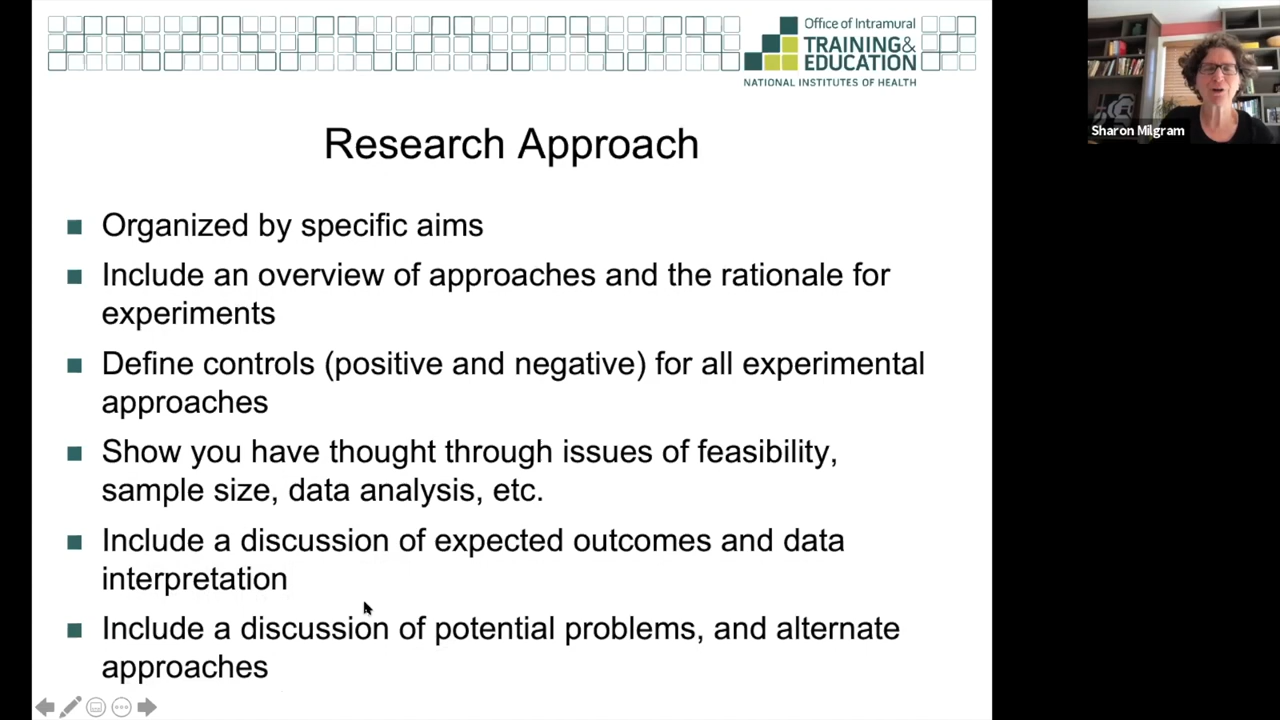 Office of Intramural
TRAINING&
EDUCATION
NATIONAL INSTITUTES OF HEALTH
Sharon Milgram
Research Approach
Organized by specific aims
Include an overview of approaches and the rationale for
experiments
Define controls (positive and negative) for all experimental
approaches
Show you have thought through issues of feasibility,
sample size, data analysis, etc.
Include a discussion of expected outcomes and data
interpretation
Include a discussion of potential problems, and alternate
approaches